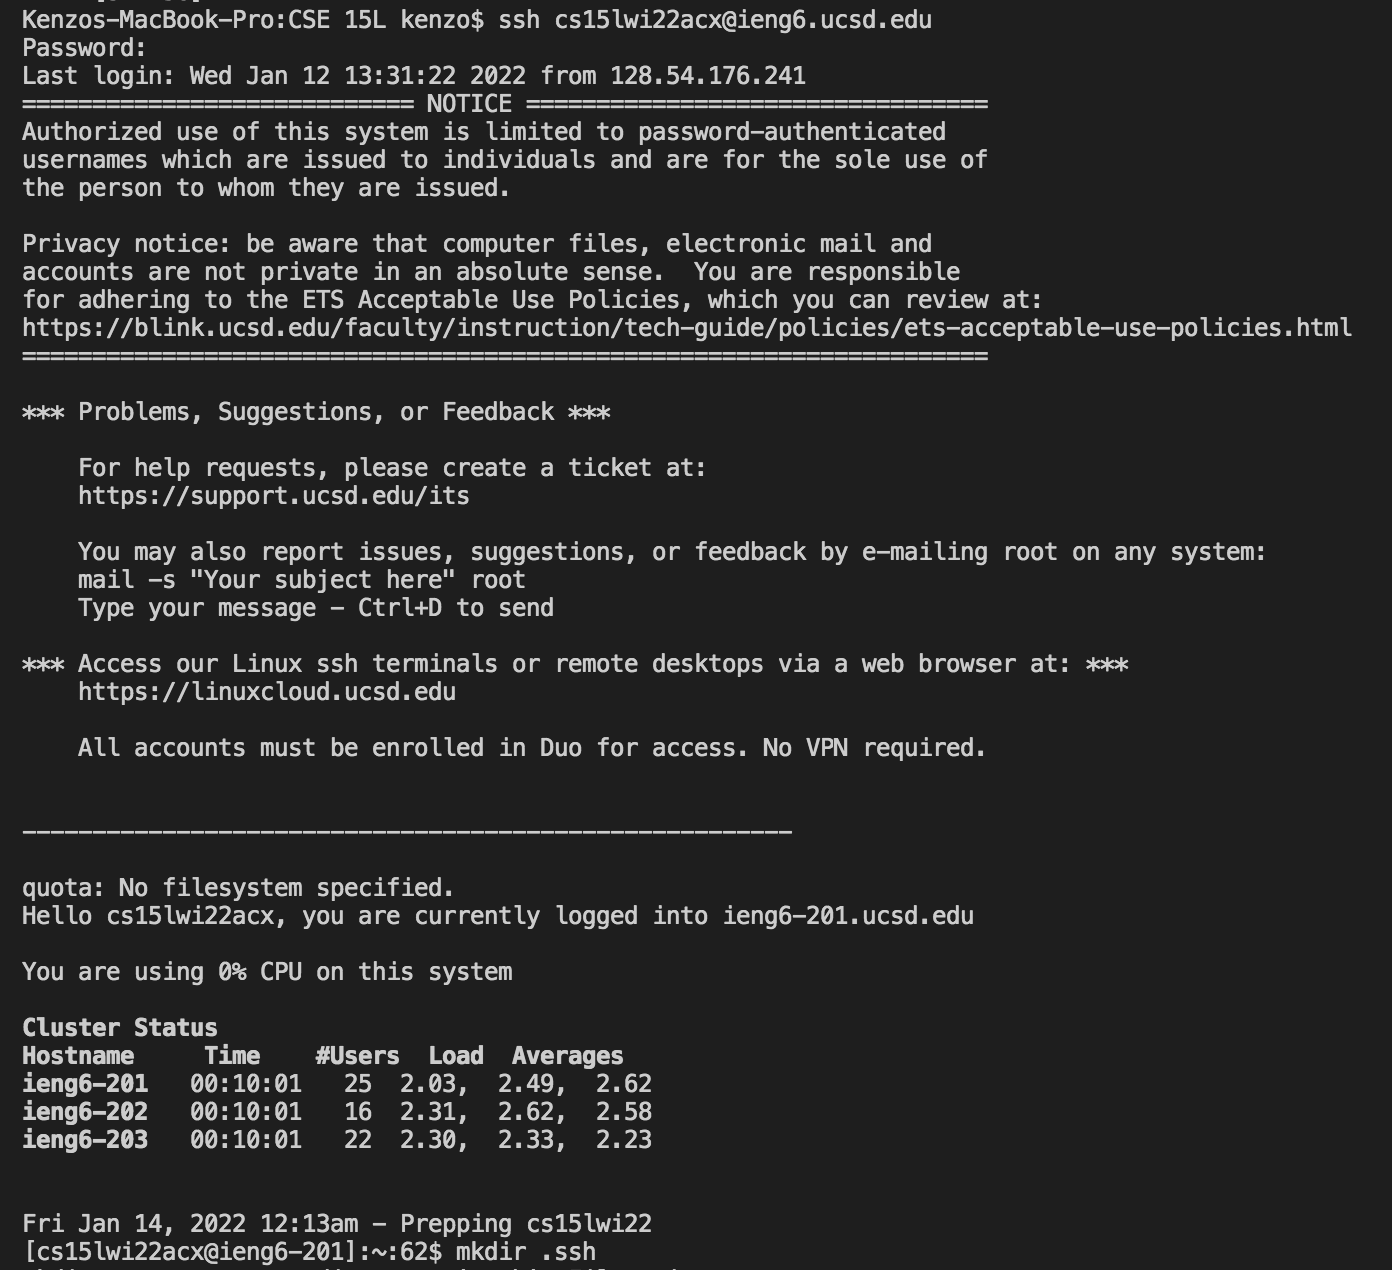 Kenzos-MacBook-Pro:CSE 15L kenzo$ ssh cs15lwi22acx@ieng6.ucsd.edu
Password:
Last login: Wed Jan 12 13:31:22 2022 from 128.54.176.241
============================ NOTICE =================================
Authorized use of this system is limited to password-authenticated
usernames which are issued to individuals and are for the sole use of
the person to whom they are issued.

Privacy notice: be aware that computer files, electronic mail and
accounts are not private in an absolute sense.  You are responsible
for adhering to the ETS Acceptable Use Policies, which you can review at:
https://blink.ucsd.edu/faculty/instruction/tech-guide/policies/ets-acceptable-use-policies.html
=====================================================================

*** Problems, Suggestions, or Feedback ***

    For help requests, please create a ticket at:
    https://support.ucsd.edu/its

    You may also report issues, suggestions, or feedback by e-mailing root on any system:
    mail -s "Your subject here" root
    Type your message - Ctrl+D to send

*** Access our Linux ssh terminals or remote desktops via a web browser at: ***
    https://linuxcloud.ucsd.edu

    All accounts must be enrolled in Duo for access. No VPN required.


_______________________________________________________

quota: No filesystem specified.
Hello cs15lwi22acx, you are currently logged into ieng6-201.ucsd.edu

You are using 0% CPU on this system

Cluster Status
Hostname     Time    #Users  Load  Averages
ieng6-201   00:10:01   25  2.03,  2.49,  2.62
ieng6-202   00:10:01   16  2.31,  2.62,  2.58
ieng6-203   00:10:01   22  2.30,  2.33,  2.23


Fri Jan 14, 2022 12:13am - Prepping cs15lwi22
[cs15lwi22acx@ieng6-201]:~:62$ mkdir .ssh